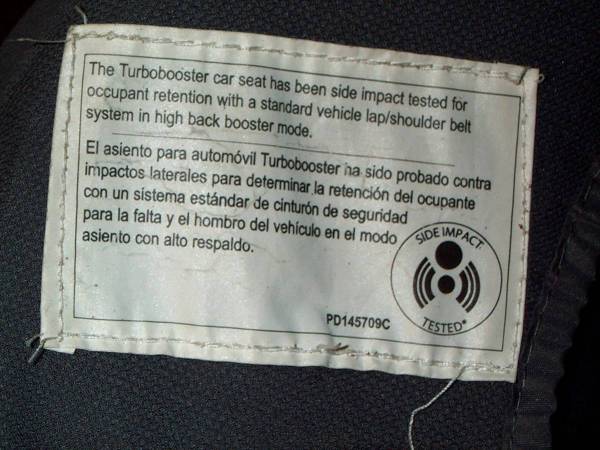 The Turbobooster car seat has been side impact tested for
occupant retention with a standard vehicle lap/shoulder belt
system in high back booster mode.
El asiento para automóvil Turbobooster ha sido probado contra
impactos laterales para determinar la retención del ocupante
con un sistema estándar de cinturón de seguridad
para la falta y el hombro del vehículo en el modo
asiento con alto respaldo.
SIDE IMPACT
TESTED*
PD145709C